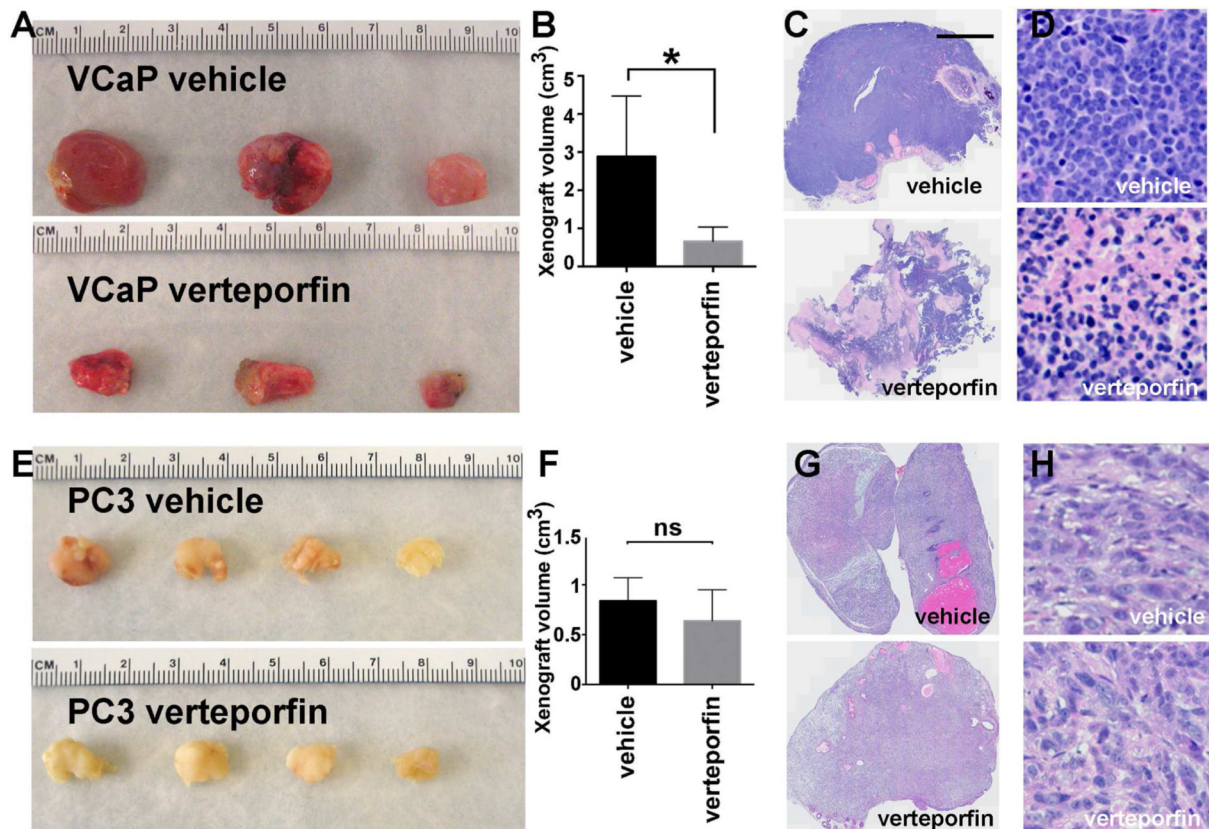 A
CM 1 2 3 4 5 6 7 8 9 10
VCaP vehicle
CM 1 2 3 4 5 6 7 8 9 10
VCaP verteporfin
B
Xenograft volume (cm³)
5
4
3
2
1
0
*
vehicle
verteporfin
C
vehicle
verteporfin
D
vehicle
verteporfin
E
CM 1 2 3 4 5 6 7 8 9 10
PC3 vehicle
CM 1 2 3 4 5 6 7 8 9 10
PC3 verteporfin
F
Xenograft volume (cm³)
1.5
1
0.5
0
ns
vehicle
verteporfin
G
vehicle
verteporfin
H
vehicle
verteporfin